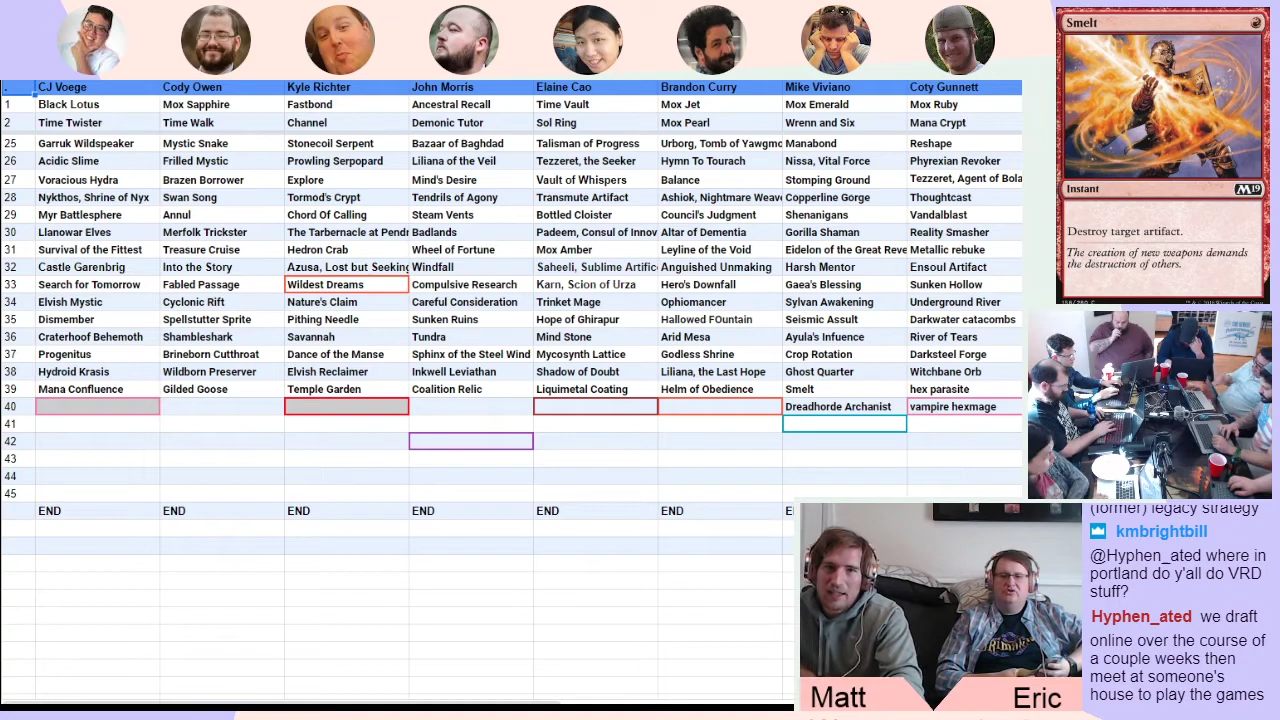 . CJ Voege Cody Owen Kyle Richter John Morris Elaine Cao Brandon Curry Mike Viviano Coty Gunnett
1 Black Lotus Mox Sapphire Fastbond Ancestral Recall Time Vault Mox Jet Mox Emerald Mox Ruby
2 Time Twister Time Walk Channel Demonic Tutor Sol Ring Mox Pearl Wrenn and Six Mana Crypt
25 Garruk Wildspeaker Mystic Snake Stonecoil Serpent Bazaar of Baghdad Talisman of Progress Urborg, Tomb of Yawgmo Manabond Reshape
26 Acidic Slime Frilled Mystic Prowling Serpopard Liliana of the Veil Tezzeret, the Seeker Hymn To Tourach Nissa, Vital Force Phyrexian Revoker
27 Voracious Hydra Brazen Borrower Explore Mind's Desire Vault of Whispers Balance Stomping Ground Tezzeret, Agent of Bola
28 Nykthos, Shrine of Nyx Swan Song Tormod's Crypt Tendrils of Agony Transmute Artifact Ashiok, Nightmare Weave Copperline Gorge Thoughtcast
29 Myr Battlesphere Annul Chord Of Calling Steam Vents Bottled Cloister Council's Judgment Shenanigans Vandalblast
30 Llanowar Elves Merfolk Trickster The Tarbernacle at Pendr Badlands Padeem, Consul of Innov Altar of Dementia Gorilla Shaman Reality Smasher
31 Survival of the Fittest Treasure Cruise Hedron Crab Wheel of Fortune Mox Amber Leyline of the Void Eidelon of the Great Reve Metallic rebuke
32 Castle Garenbrig Into the Story Azusa, Lost but Seeking Windfall Saheeli, Sublime Artific Anguished Unmaking Harsh Mentor Ensoul Artifact
33 Search for Tomorrow Fabled Passage Wildest Dreams Compulsive Research Karn, Scion of Urza Hero's Downfall Gaea's Blessing Sunken Hollow
34 Elvish Mystic Cyclonic Rift Nature's Claim Careful Consideration Trinket Mage Ophiomancer Sylvan Awakening Underground River
35 Dismember Spellstutter Sprite Pithing Needle Sunken Ruins Hope of Ghirapur Hallowed FOuntain Seismic Assult Darkwater catacombs
36 Craterhoof Behemoth Shambleshark Savannah Tundra Mind Stone Arid Mesa Ayula's Infuence River of Tears
37 Progenitus Brineborn Cutthroat Dance of the Manse Sphinx of the Steel Wind Mycosynth Lattice Godless Shrine Crop Rotation Darksteel Forge
38 Hydroid Krasis Wildborn Preserver Elvish Reclaimer Inkwell Leviathan Shadow of Doubt Liliana, the Last Hope Ghost Quarter Witchbane Orb
39 Mana Confluence Gilded Goose Temple Garden Coalition Relic Liquimetal Coating Helm of Obedience Smelt hex parasite
40 Dreadhorde Archanist vampire hexmage
41
42
43
44
45
END END END END END END E
Smelt
Instant
M19
Destroy target artifact.
The creation of new weapons demands
the destruction of others.
(former) legacy strategy
kmbrightbill
@Hyphen_ated where in
portland do y'all do VRD
stuff?
Hyphen_ated we draft
online over the course of
a couple weeks then
meet at someone's
house to play the games
Matt Eric